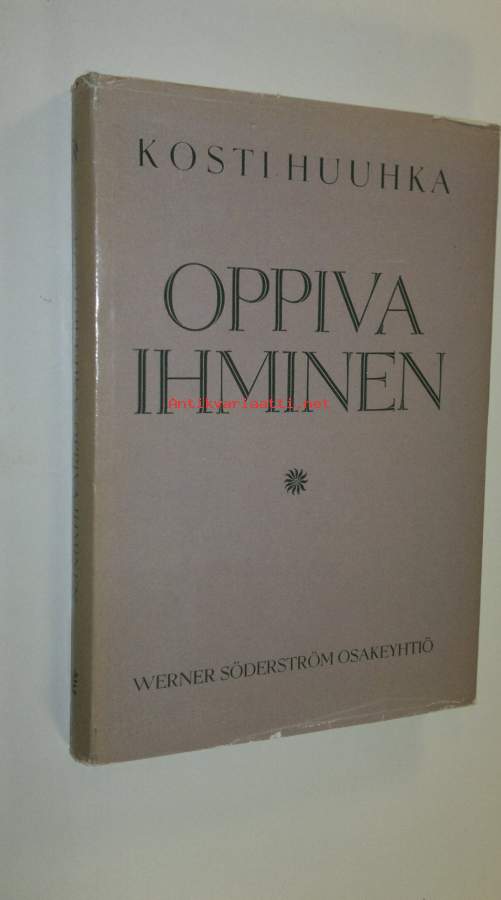 KOSTI HUUHKA
OPPIVA
IHMINEN
Antikvariaatti.net
WERNER SÖDERSTRÖM OSAKEYHTIÖ